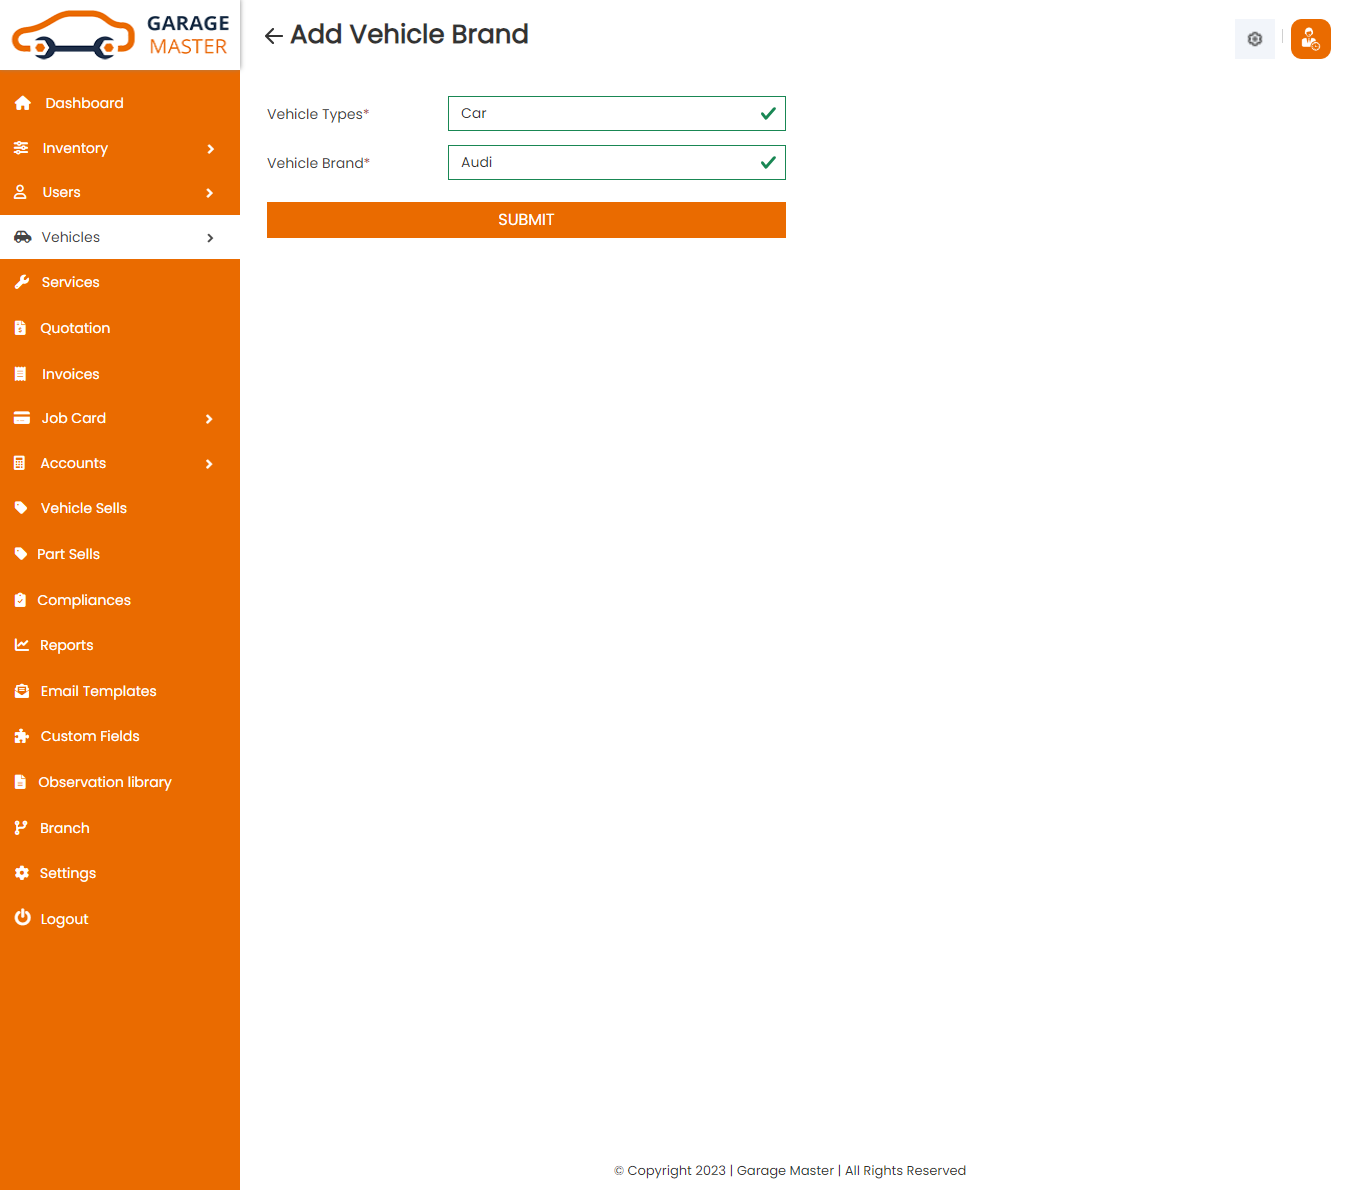 GARAGE
MASTER
Add Vehicle Brand
Dashboard
Inventory
Users
Vehicles
Services
Quotation
Invoices
Job Card
Accounts
Vehicle Sells
Part Sells
Compliances
Reports
Email Templates
Custom Fields
Observation library
Branch
Settings
Logout
Vehicle Types* Car
Vehicle Brand* Audi
SUBMIT
© Copyright 2023 | Garage Master | All Rights Reserved